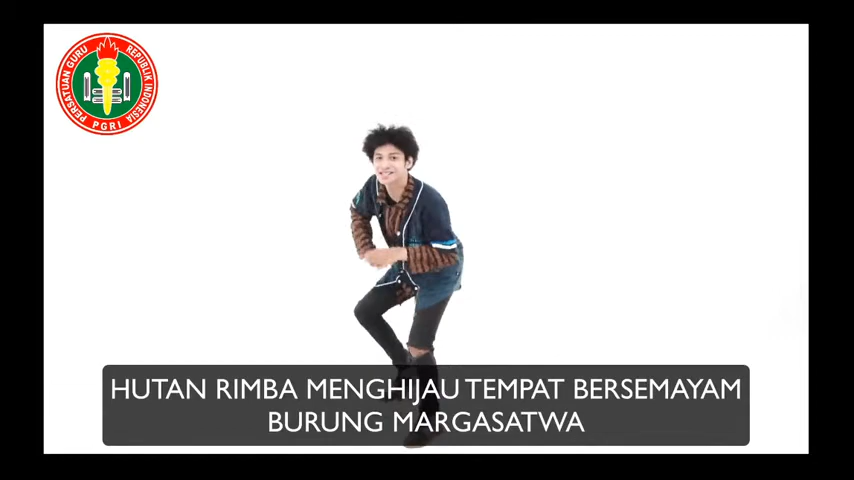 PERSATUAN GURU REPUBLIK INDONESIA
PGRI
HUTAN RIMBA MENGHIJAU TEMPAT BERSEMAYAM
BURUNG MARGASATWA